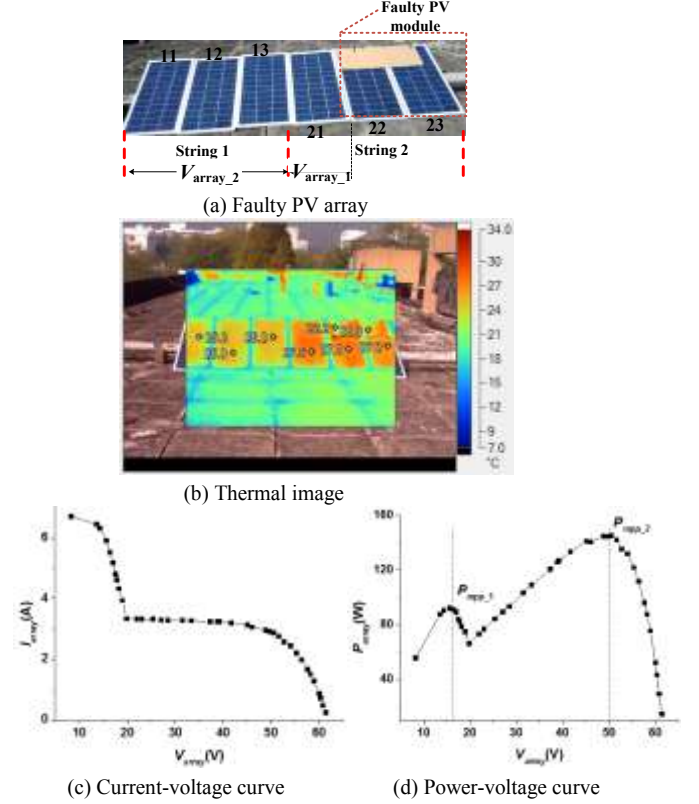 Faulty PV
module
11 12 13
21 22 23
String 1 String 2
Varray_2 Varray_1
(a) Faulty PV array
34.0
31
27
24
21
18
15
12
9
7.0
°C
(b) Thermal image
6
4
2
0
Iarray(A)
10 20 30 40 50 60
Varray(V)
(c) Current-voltage curve
160
120
80
40
Parray(W)
Pmpp_1
Pmpp_2
10 20 30 40 50 60
Varray(V)
(d) Power-voltage curve